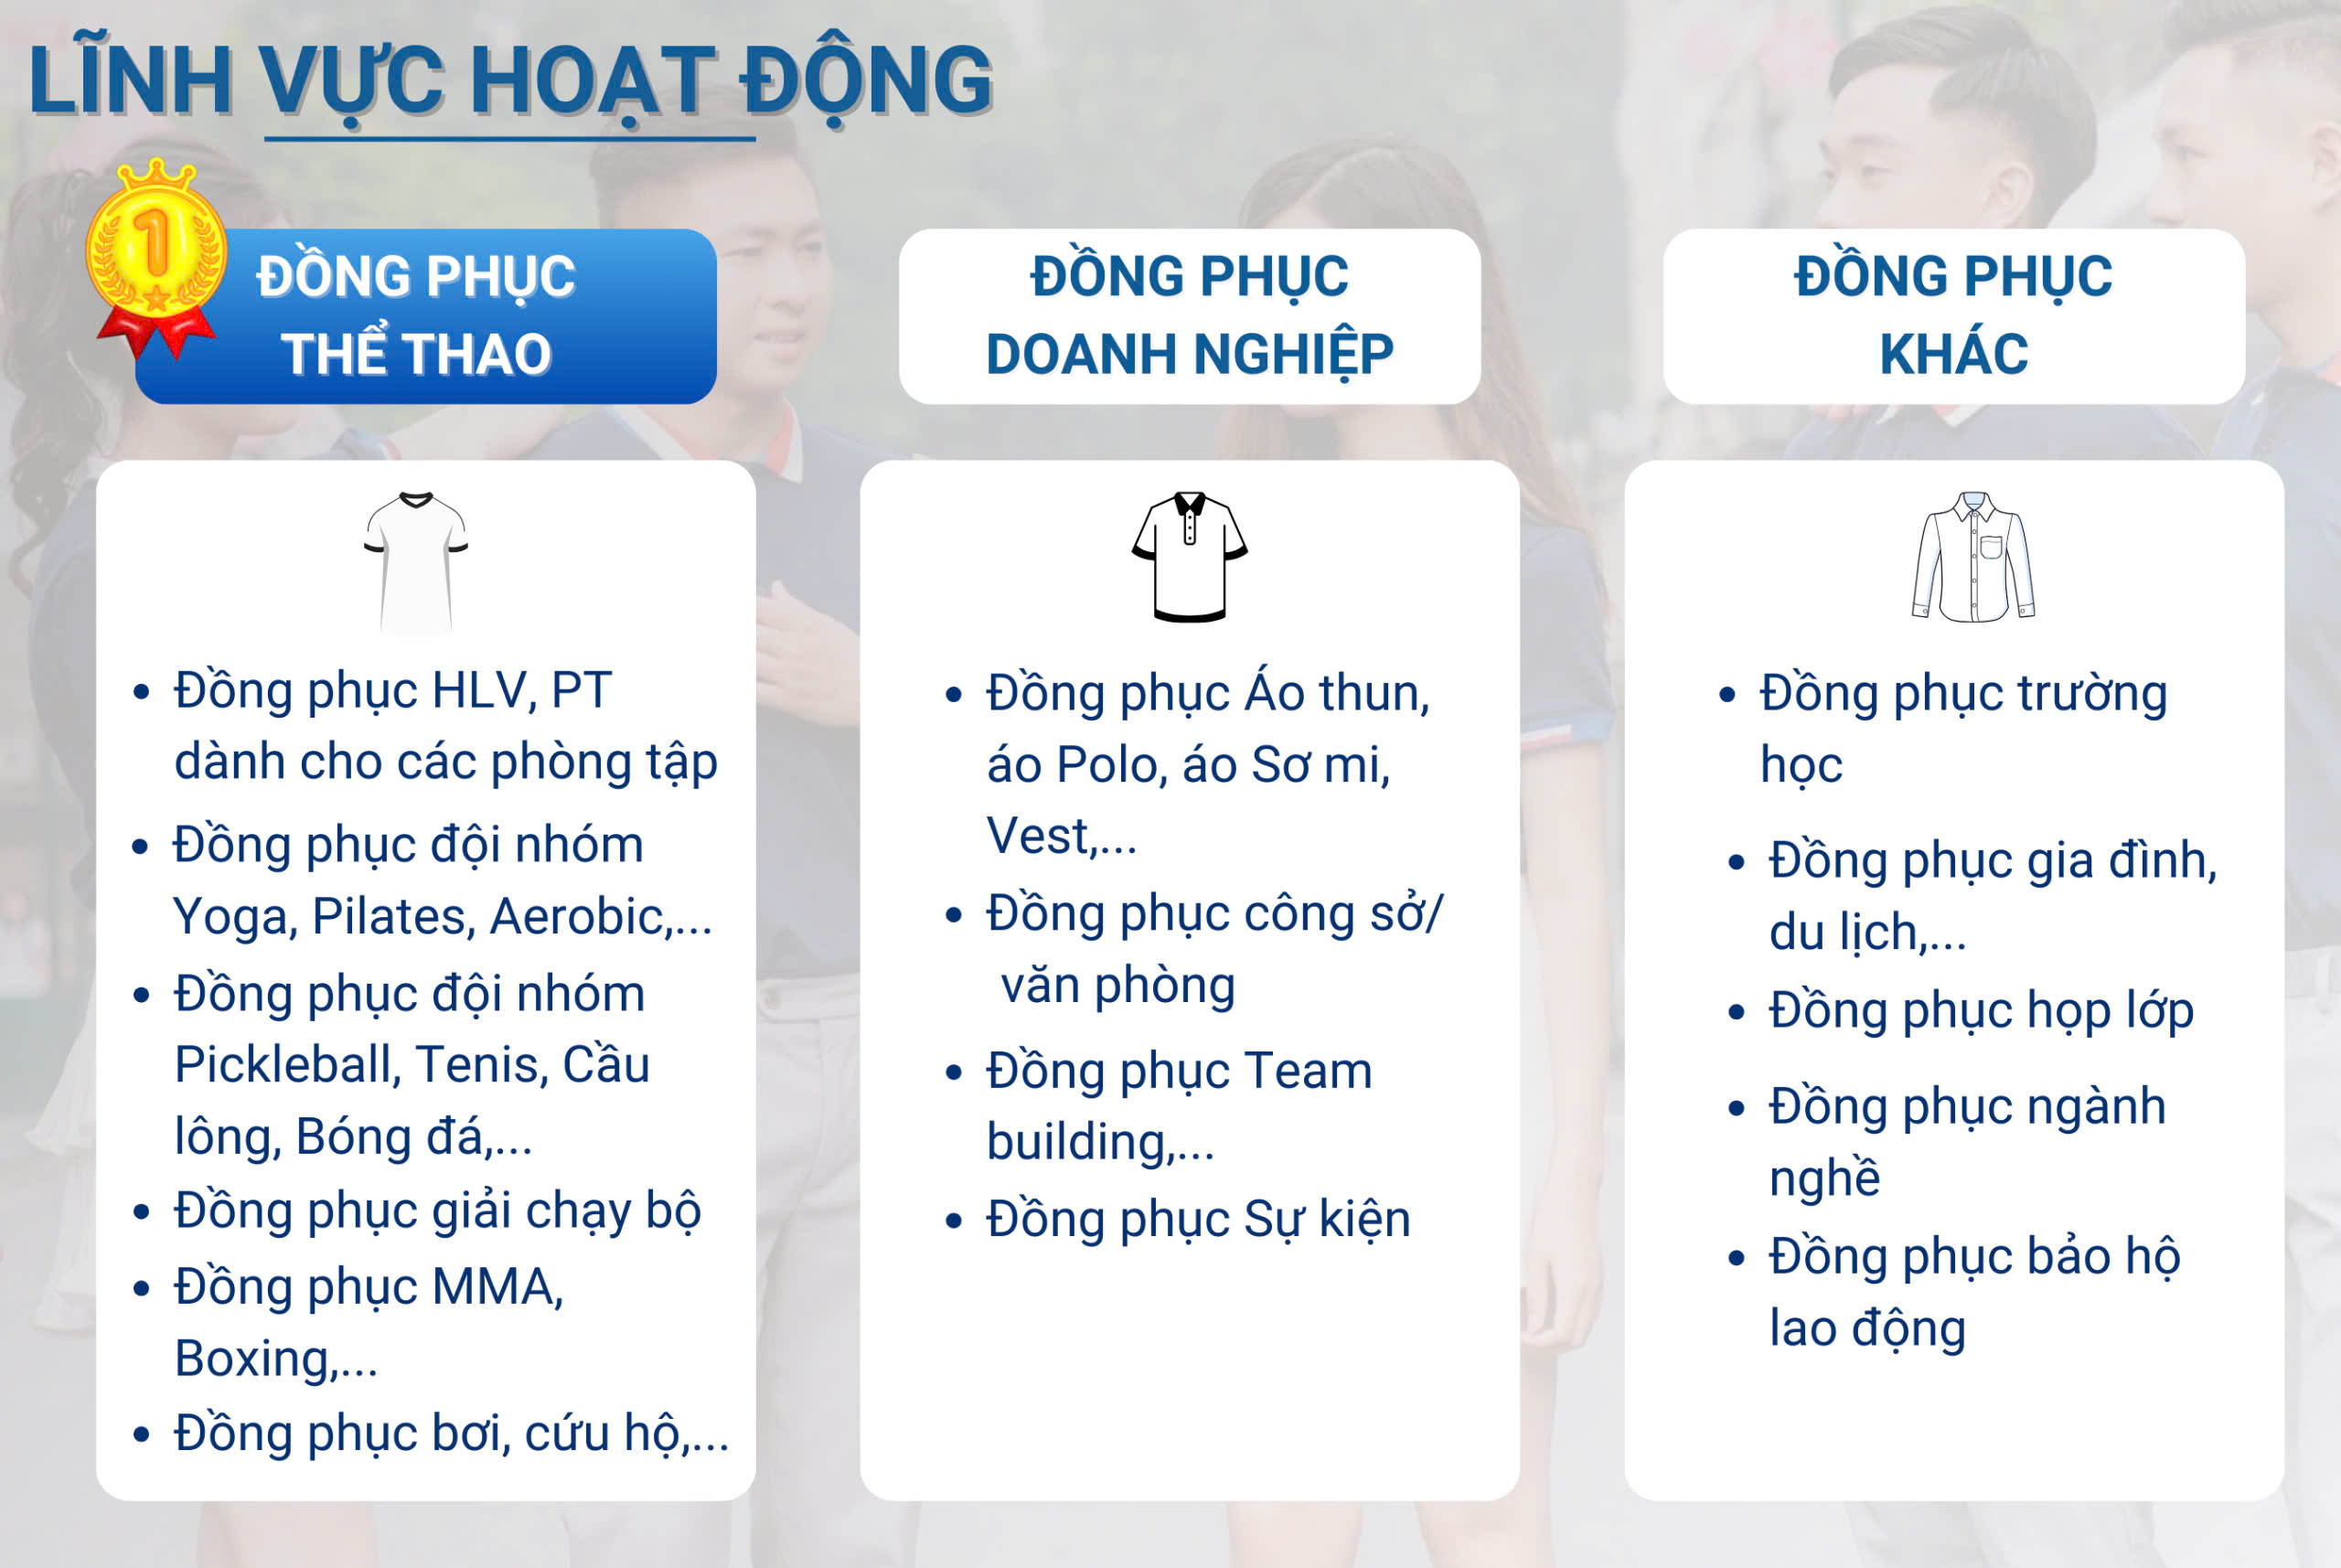 LĨNH VỰC HOẠT ĐỘNG
1
ĐỒNG PHỤC
THỂ THAO
• Đồng phục HLV, PT
dành cho các phòng tập
• Đồng phục đội nhóm
Yoga, Pilates, Aerobic,...
• Đồng phục đội nhóm
Pickleball, Tenis, Cầu
lông, Bóng đá,...
• Đồng phục giải chạy bộ
• Đồng phục MMA,
Boxing,...
• Đồng phục bơi, cứu hộ,...
ĐỒNG PHỤC
DOANH NGHIỆP
• Đồng phục Áo thun,
áo Polo, áo Sơ mi,
Vest,...
• Đồng phục công sở/
văn phòng
• Đồng phục Team
building,...
• Đồng phục Sự kiện
ĐỒNG PHỤC
KHÁC
• Đồng phục trường
học
• Đồng phục gia đình,
du lịch,...
• Đồng phục họp lớp
• Đồng phục ngành
nghề
• Đồng phục bảo hộ
lao động